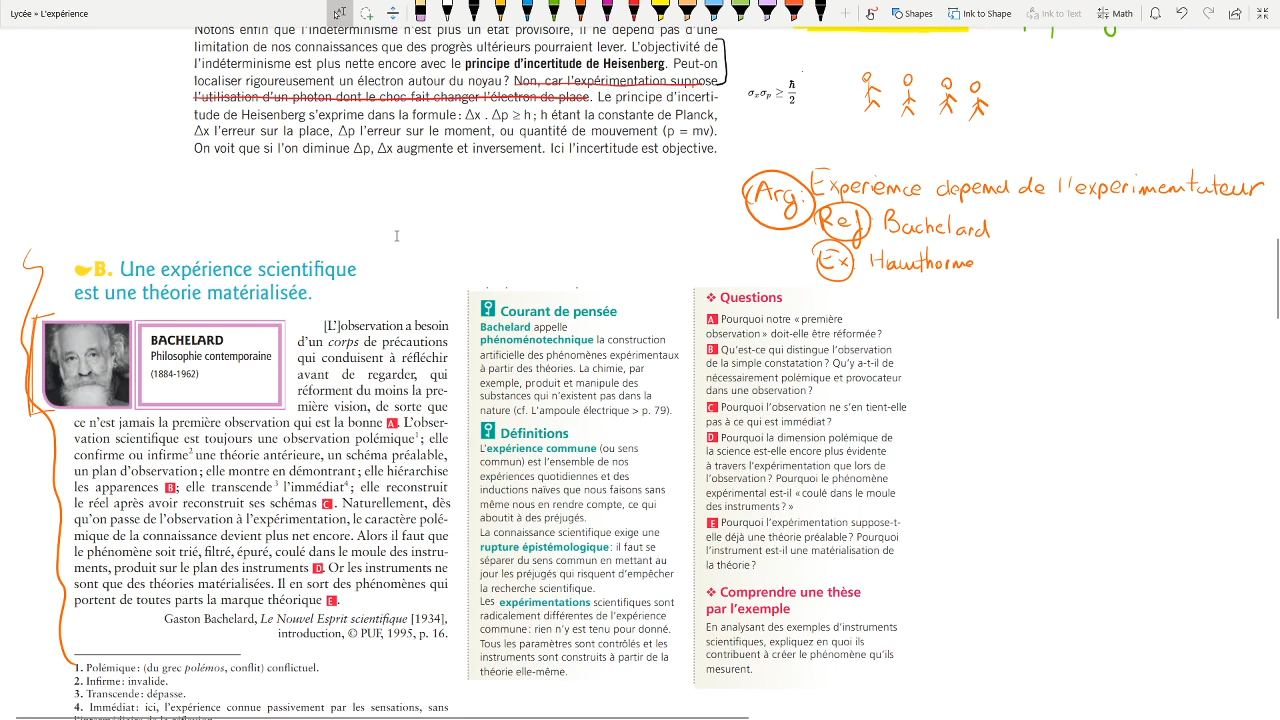 Lycée » L'expérience
Shapes
Ink to Shape
Ink to Text
Math
Notons enfin que l'indéterminisme n'est plus un état provisoire, il ne dépend pas d'une
limitation de nos connaissances que des progrès ultérieurs pourraient lever. L'objectivité de
l'indéterminisme est plus nette encore avec le principe d'incertitude de Heisenberg. Peut-on
localiser rigoureusement un électron autour du noyau ? Non, car l'expérimentation suppose
l'utilisation d'un photon dont le choc fait changer l'électron de place. Le principe d'incerti-
tude de Heisenberg s'exprime dans la formule : Δx . Δp ≥ h ; h étant la constante de Planck,
Δx l'erreur sur la place, Δp l'erreur sur le moment, ou quantité de mouvement (p = mv).
On voit que si l'on diminue Δp, Δx augmente et inversement. Ici l'incertitude est objective.
σxσp ≥ ħ/2
Arg: Experience depend de l'experimentateur
Ref Bachelard
Ex Hawthorne
B. Une expérience scientifique
est une théorie matérialisée.
BACHELARD
Philosophie contemporaine
(1884-1962)
[L']observation a besoin
d'un corps de précautions
qui conduisent à réfléchir
avant de regarder, qui
réforment du moins la pre-
mière vision, de sorte que
ce n'est jamais la première observation qui est la bonne A. L'obser-
vation scientifique est toujours une observation polémique1 ; elle
confirme ou infirme2 une théorie antérieure, un schéma préalable,
un plan d'observation ; elle montre en démontrant ; elle hiérarchise
les apparences B ; elle transcende3 l'immédiat4 ; elle reconstruit
le réel après avoir reconstruit ses schémas C. Naturellement, dès
qu'on passe de l'observation à l'expérimentation, le caractère polé-
mique de la connaissance devient plus net encore. Alors il faut que
le phénomène soit trié, filtré, épuré, coulé dans le moule des instru-
ments, produit sur le plan des instruments D. Or les instruments ne
sont que des théories matérialisées. Il en sort des phénomènes qui
portent de toutes parts la marque théorique E.
Gaston Bachelard, Le Nouvel Esprit scientifique [1934],
introduction, © PUF, 1995, p. 16.
1. Polémique : (du grec polémos, conflit) conflictuel.
2. Infirme : invalide.
3. Transcende : dépasse.
4. Immédiat : ici, l'expérience connue passivement par les sensations, sans
l'intermédiaire de la réflexion.
Courant de pensée
Bachelard appelle
phénoménotechnique la construction
artificielle des phénomènes expérimentaux
à partir des théories. La chimie, par
exemple, produit et manipule des
substances qui n'existent pas dans la
nature (cf. L'ampoule électrique > p. 79).
Définitions
L'expérience commune (ou sens
commun) est l'ensemble de nos
expériences quotidiennes et des
inductions naïves que nous faisons sans
même nous en rendre compte, ce qui
aboutit à des préjugés.
La connaissance scientifique exige une
rupture épistémologique : il faut se
séparer du sens commun en mettant au
jour les préjugés qui risquent d'empêcher
la recherche scientifique.
Les expérimentations scientifiques sont
radicalement différentes de l'expérience
commune : rien n'y est tenu pour donné.
Tous les paramètres sont contrôlés et les
instruments sont construits à partir de la
théorie elle-même.
❖ Questions
A Pourquoi notre « première
observation » doit-elle être réformée ?
B Qu'est-ce qui distingue l'observation
de la simple constatation ? Qu'y a-t-il de
nécessairement polémique et provocateur
dans une observation ?
C Pourquoi l'observation ne s'en tient-elle
pas à ce qui est immédiat ?
D Pourquoi la dimension polémique de
la science est-elle encore plus évidente
à travers l'expérimentation que lors de
l'observation ? Pourquoi le phénomène
expérimental est-il « coulé dans le moule
des instruments ? »
E Pourquoi l'expérimentation suppose-t-
elle déjà une théorie préalable ? Pourquoi
l'instrument est-il une matérialisation de
la théorie ?
❖ Comprendre une thèse
par l'exemple
En analysant des exemples d'instruments
scientifiques, expliquez en quoi ils
contribuent à créer le phénomène qu'ils
mesurent.